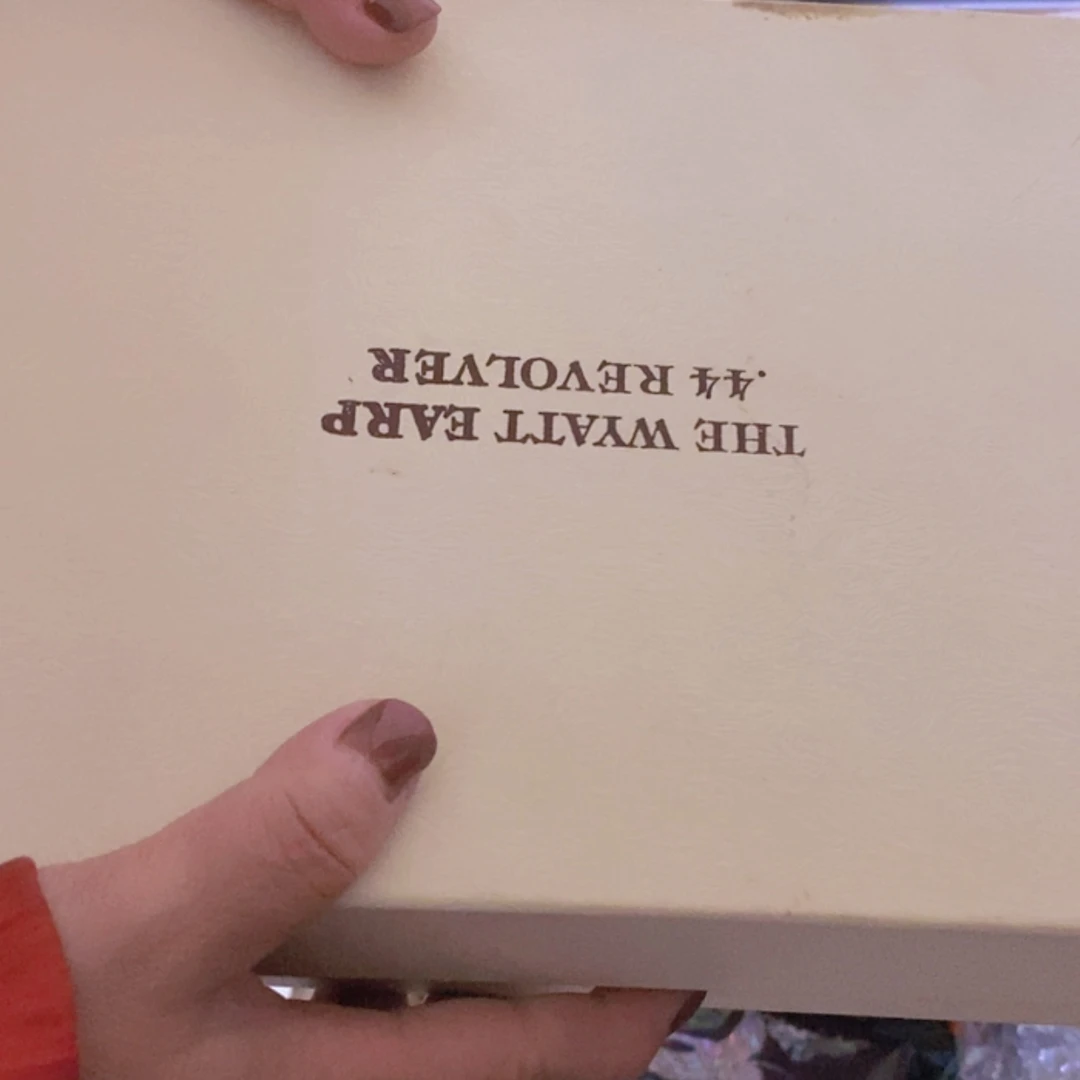 THE WYATT EARP
.44 REVOLVER